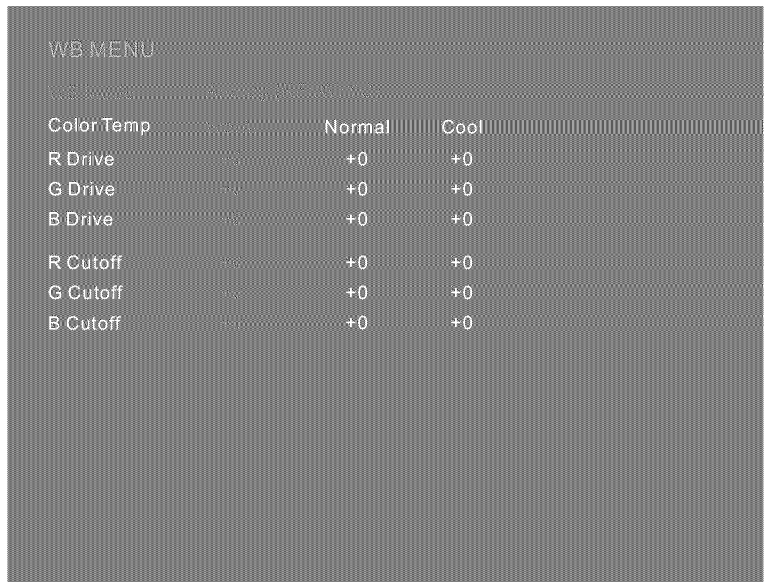 WB MENU
Color Temp Normal Cool
R Drive +0 +0
G Drive +0 +0
B Drive +0 +0
R Cutoff +0 +0
G Cutoff +0 +0
B Cutoff +0 +0